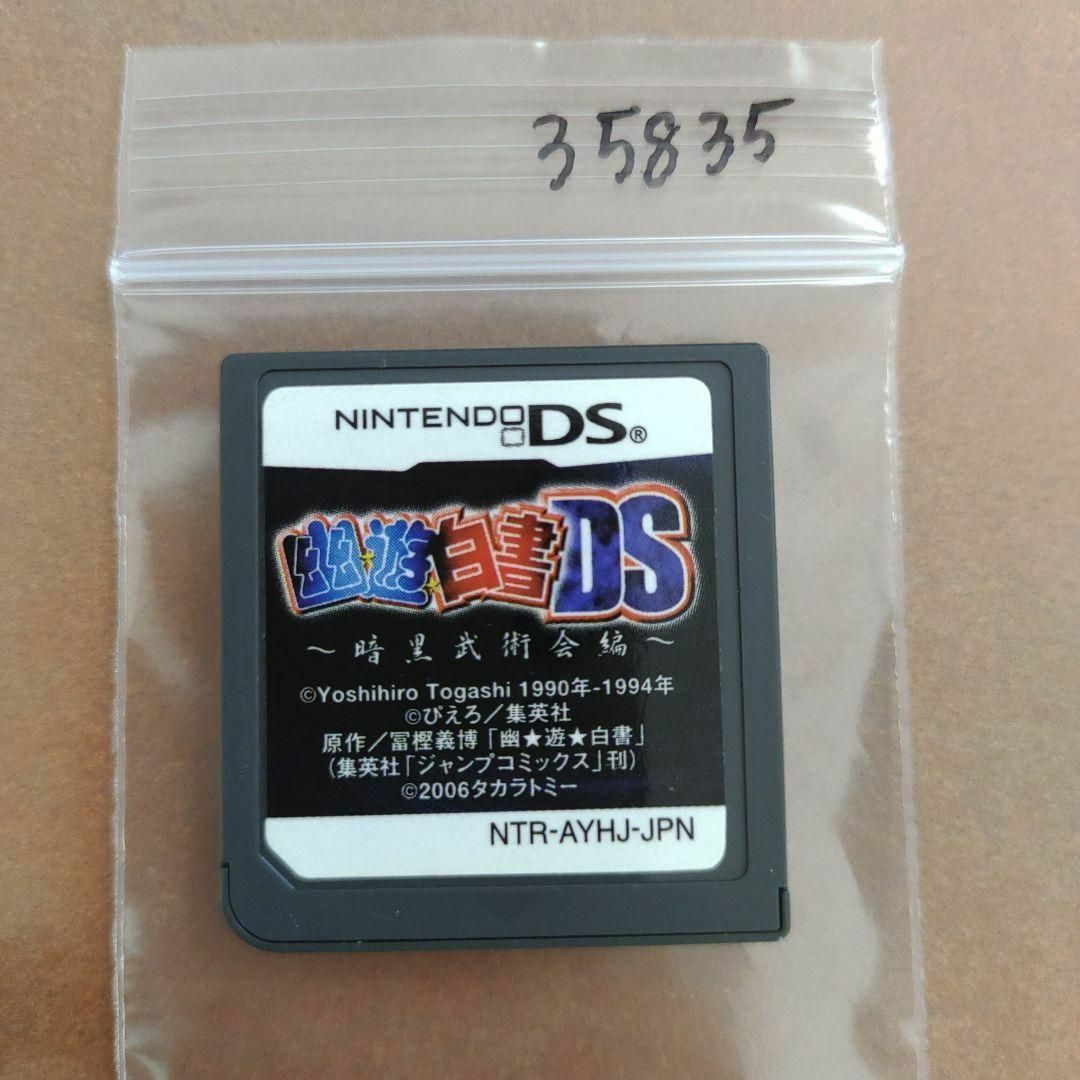 35835
NINTENDO DS®
幽★遊★白書DS
~暗黒武術会編~
©Yoshihiro Togashi 1990年-1994年
©ぴえろ／集英社
原作／冨樫義博「幽★遊★白書」
(集英社「ジャンプコミックス」刊)
©2006タカラトミー
NTR-AYHJ-JPN